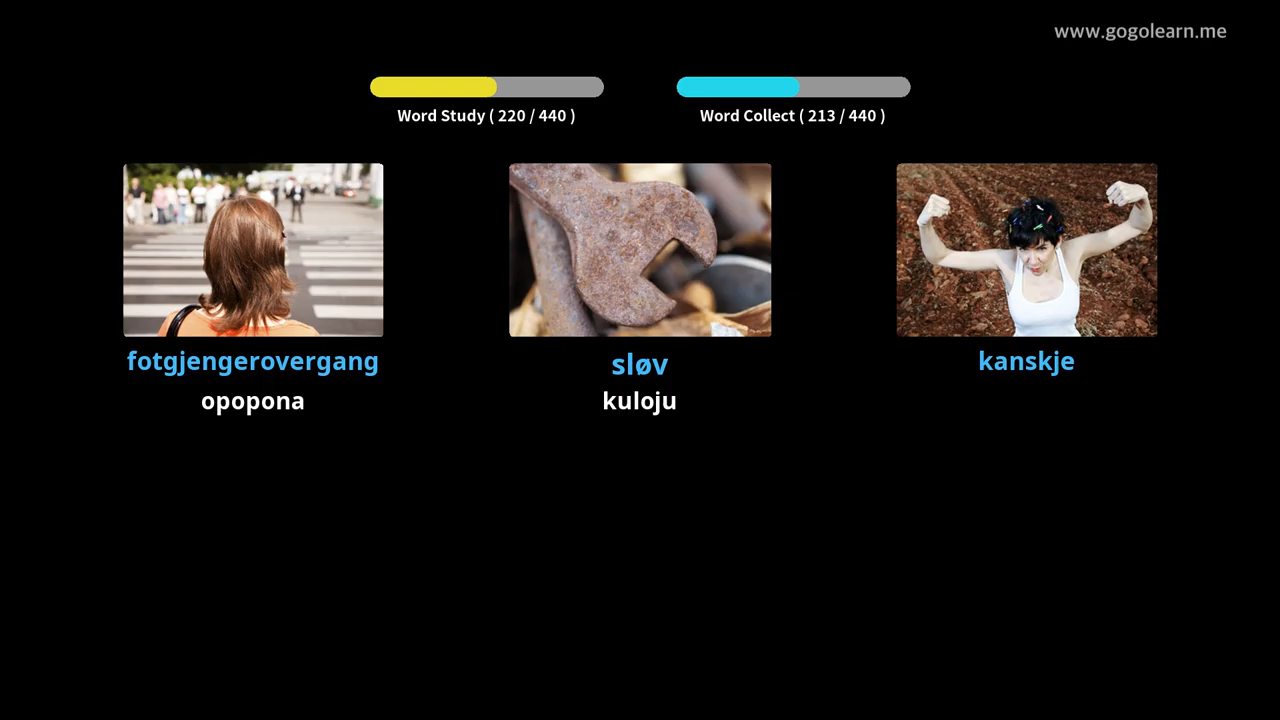 www.gogolearn.me
Word Study ( 220 / 440 )
Word Collect ( 213 / 440 )
fotgjengerovergang
sløv
kanskje
opopona
kuloju